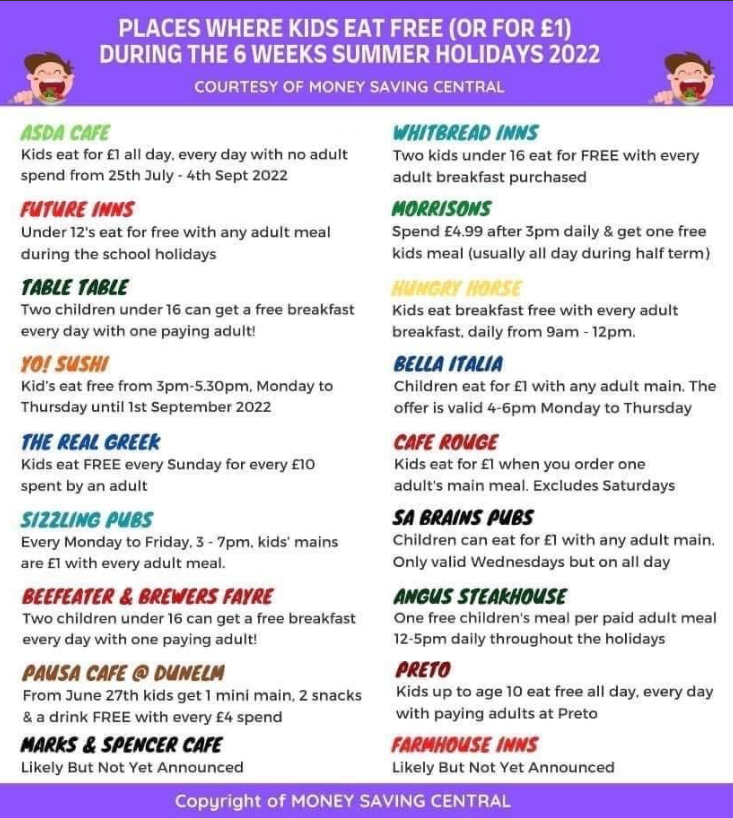 PLACES WHERE KIDS EAT FREE (OR FOR £1)
DURING THE 6 WEEKS SUMMER HOLIDAYS 2022
COURTESY OF MONEY SAVING CENTRAL
ASDA CAFE
Kids eat for £1 all day, every day with no adult
spend from 25th July - 4th Sept 2022
FUTURE INNS
Under 12's eat for free with any adult meal
during the school holidays
TABLE TABLE
Two children under 16 can get a free breakfast
every day with one paying adult!
YO! SUSHI
Kid's eat free from 3pm-5.30pm, Monday to
Thursday until 1st September 2022
THE REAL GREEK
Kids eat FREE every Sunday for every £10
spent by an adult
SIZZLING PUBS
Every Monday to Friday, 3 - 7pm, kids' mains
are £1 with every adult meal.
BEEFEATER & BREWERS FAYRE
Two children under 16 can get a free breakfast
every day with one paying adult!
PAUSA CAFE @ DUNELM
From June 27th kids get 1 mini main, 2 snacks
& a drink FREE with every £4 spend
MARKS & SPENCER CAFE
Likely But Not Yet Announced
WHITBREAD INNS
Two kids under 16 eat for FREE with every
adult breakfast purchased
MORRISONS
Spend £4.99 after 3pm daily & get one free
kids meal (usually all day during half term)
HUNGRY HORSE
Kids eat breakfast free with every adult
breakfast, daily from 9am - 12pm.
BELLA ITALIA
Children eat for £1 with any adult main. The
offer is valid 4-6pm Monday to Thursday
CAFE ROUGE
Kids eat for £1 when you order one
adult's main meal. Excludes Saturdays
SA BRAINS PUBS
Children can eat for £1 with any adult main.
Only valid Wednesdays but on all day
ANGUS STEAKHOUSE
One free children's meal per paid adult meal
12-5pm daily throughout the holidays
PRETO
Kids up to age 10 eat free all day, every day
with paying adults at Preto
FARMHOUSE INNS
Likely But Not Yet Announced
Copyright of MONEY SAVING CENTRAL